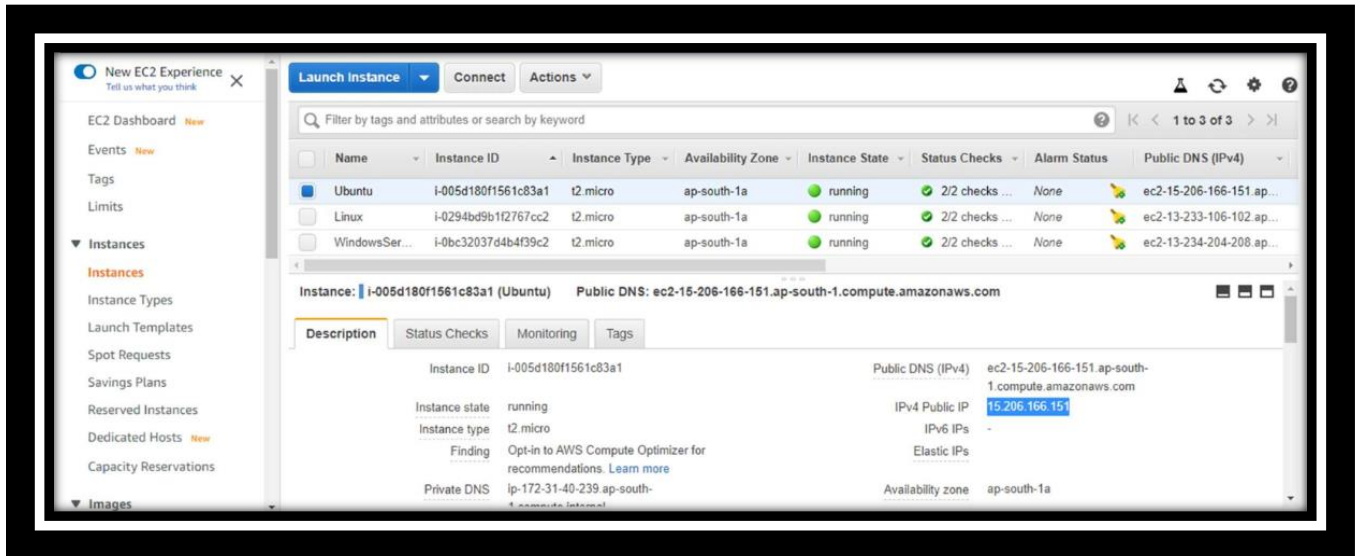 New EC2 Experience
Tell us what you think
EC2 Dashboard New
Events New
Tags
Limits
Instances
Instances
Instance Types
Launch Templates
Spot Requests
Savings Plans
Reserved Instances
Dedicated Hosts New
Capacity Reservations
Images
Launch Instance Connect Actions
Filter by tags and attributes or search by keyword 1 to 3 of 3
Name Instance ID Instance Type Availability Zone Instance State Status Checks Alarm Status Public DNS (IPv4)
Ubuntu i-005d180f1561c83a1 t2.micro ap-south-1a running 2/2 checks ... None ec2-15-206-166-151.ap...
Linux i-0294bd9b1f2767cc2 t2.micro ap-south-1a running 2/2 checks ... None ec2-13-233-106-102.ap...
WindowsSer... i-0bc32037d4b4f39c2 t2.micro ap-south-1a running 2/2 checks ... None ec2-13-234-204-208.ap...
Instance: i-005d180f1561c83a1 (Ubuntu) Public DNS: ec2-15-206-166-151.ap-south-1.compute.amazonaws.com
Description Status Checks Monitoring Tags
Instance ID i-005d180f1561c83a1 Public DNS (IPv4) ec2-15-206-166-151.ap-south-
1.compute.amazonaws.com
Instance state running IPv4 Public IP 15.206.166.151
Instance type t2.micro IPv6 IPs -
Finding Opt-in to AWS Compute Optimizer for Elastic IPs
recommendations. Learn more
Private DNS ip-172-31-40-239.ap-south- Availability zone ap-south-1a
1.compute.internal